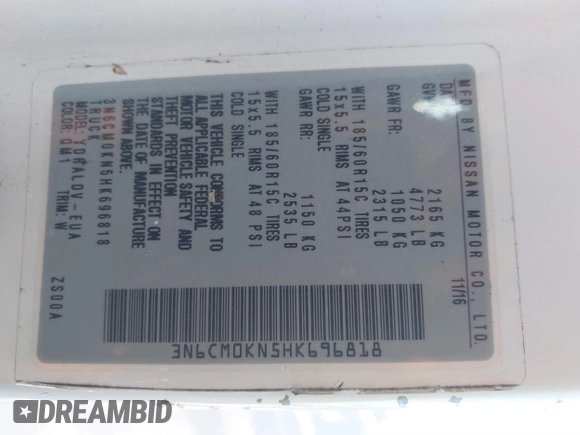 MFD BY NISSAN MOTOR CO., LTD.
DA 11/16
GV 2165 KG
4773 LB
GAWR FR: 1050 KG
2315 LB
WITH 185/60R15C TIRES
15x5.5 RIMS AT 44PSI
COLD SINGLE
GAWR RR: 1150 KG
2535 LB
WITH 185/60R15C TIRES
15x5.5 RIMS AT 48 PSI
COLD SINGLE
THIS VEHICLE CONFORMS TO
ALL APPLICABLE FEDERAL
MOTOR VEHICLE SAFETY AND
THEFT PREVENTION
STANDARDS IN EFFECT ON
THE DATE OF MANUFACTURE
SHOWN ABOVE.
3N6CM0KN5HK696818
TRUCK
MODEL: YDRALDV-EUA
COLOR: QM1 TRIM: W
ZS00A
3N6CM0KN5HK696818
DREAMBID